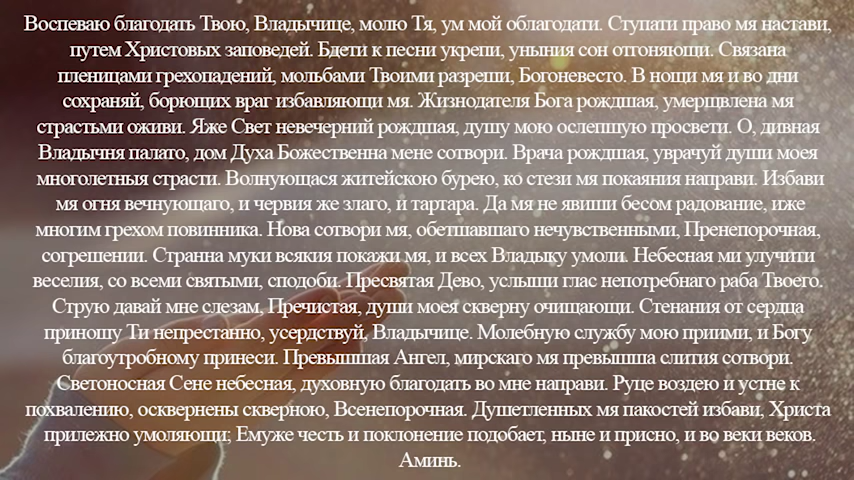 Воспеваю благодать Твою, Владычице, молю Тя, ум мой облагодати. Ступати право мя настави,
путем Христовых заповедей. Бдети к песни укрепи, уныния сон отгоняющи. Связана
пленицами грехопадений, мольбами Твоими разреши, Богоневесто. В нощи мя и во дни
сохраняй, борющих враг избавляющи мя. Жизнодателя Бога рождшая, умерщвлена мя
страстьми оживи. Яже Свет невечерний рождшая, душу мою ослепшую просвети. О, дивная
Владычня палато, дом Духа Божественна мене сотвори. Врача рождшая, уврачуй души моея
многолетныя страсти. Волнующася житейскою бурею, ко стези мя покаяния направи. Избави
мя огня вечнующаго, и червия же злаго, и тартара. Да мя не явиши бесом радование, иже
многим грехом повинника. Нова сотвори мя, обетшавшаго нечувственными, Пренепорочная,
согрешении. Странна муки всякия покажи мя, и всех Владыку умоли. Небесная ми улучити
веселия, со всеми святыми, сподоби. Пресвятая Дево, услыши глас непотребнаго раба Твоего.
Струю давай мне слезам, Пречистая, души моея скверну очищающи. Стенания от сердца
приношу Ти непрестанно, усердствуй, Владычице. Молебную службу мою приими, и Богу
благоутробному принеси. Превышшая Ангел, мирскаго мя превышша слития сотвори.
Светоносная Сене небесная, духовную благодать во мне направи. Руце воздею и устне к
похвалению, осквернены скверною, Всенепорочная. Душетленных мя пакостей избави, Христа
прилежно умоляющи; Емуже честь и поклонение подобает, ныне и присно, и во веки веков.
Аминь.